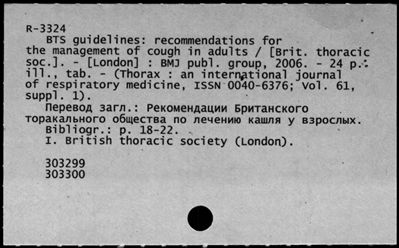 R-3324
BTS guidelines: recommendations for
the management of cough in adults / [Brit. thoracic
soc.]. - [London] : BMJ publ. group, 2006. - 24 p.:
ill., tab. - (Thorax : an international journal
of respiratory medicine, ISSN 0040-6376; Vol. 61,
suppl. 1).
Перевод загл.: Рекомендации Британского
торакального общества по лечению кашля у взрослых.
Bibliogr.: p. 18-22.
I. British thoracic society (London).
303299
303300